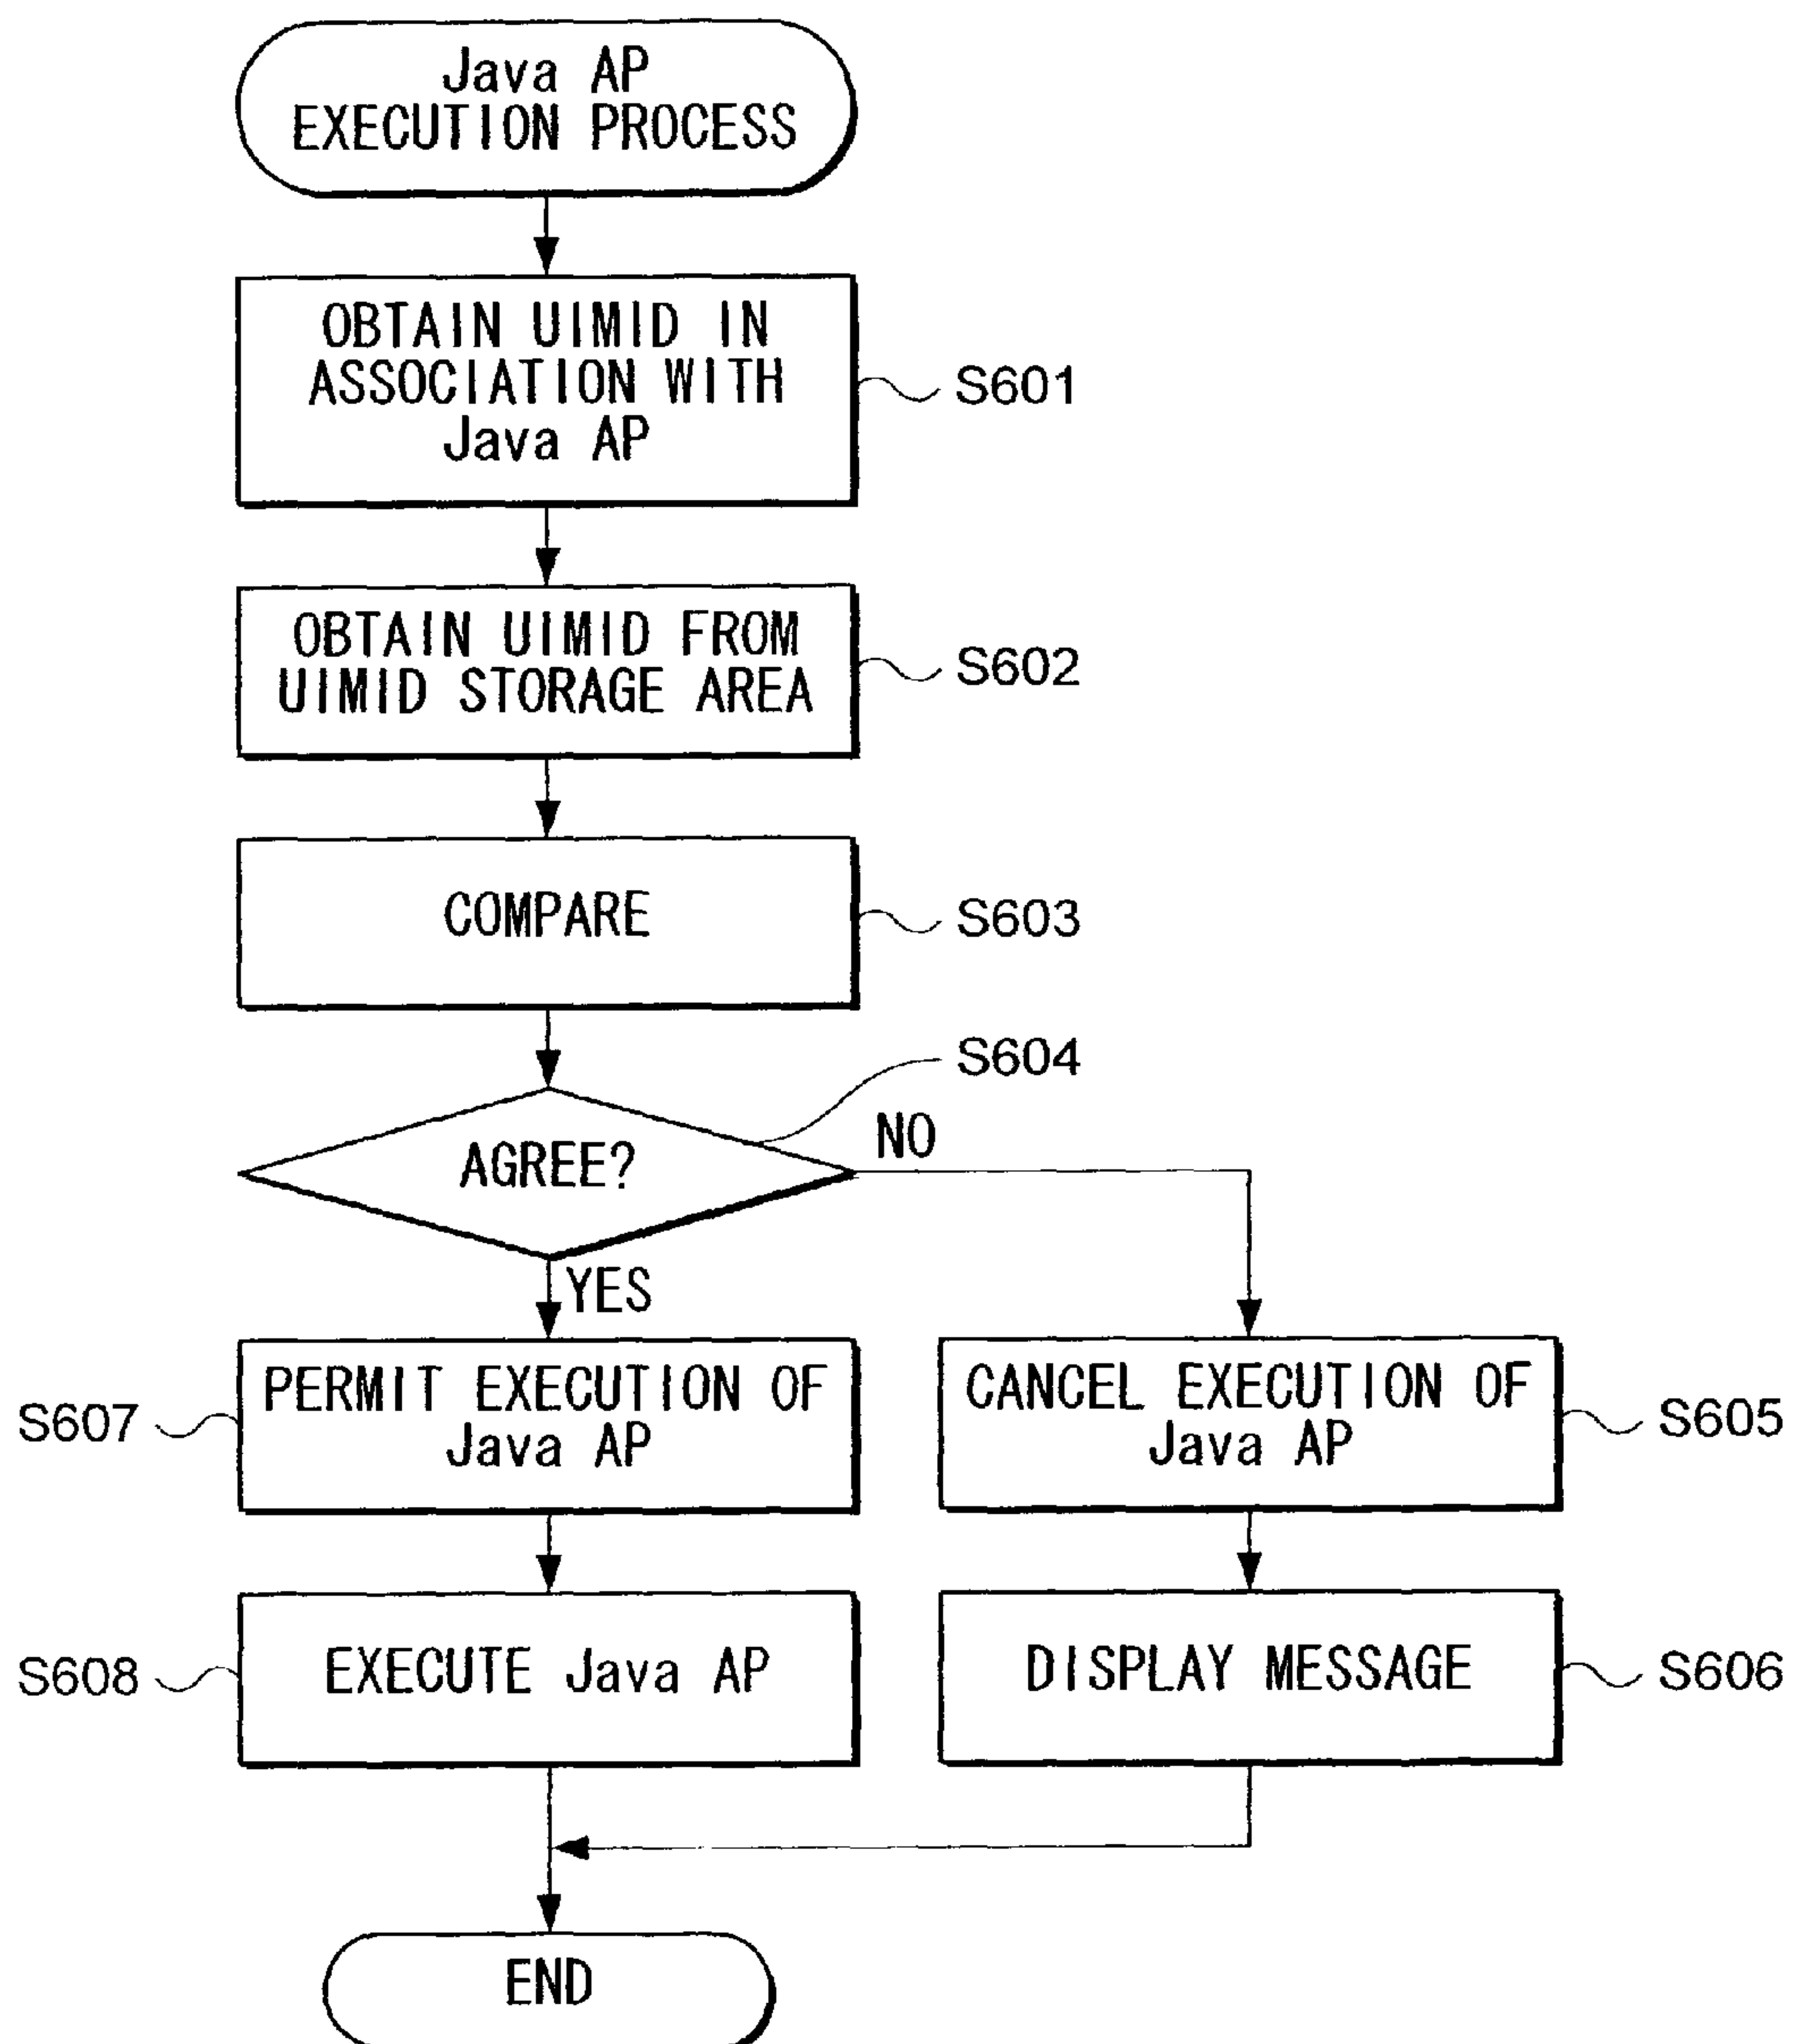 Java AP
EXECUTION PROCESS
OBTAIN UIMID IN
ASSOCIATION WITH
Java AP
S601
OBTAIN UIMID FROM
UIMID STORAGE AREA
S602
COMPARE
S603
S604
AGREE?
NO
YES
S607
PERMIT EXECUTION OF
Java AP
CANCEL EXECUTION OF
Java AP
S605
S608
EXECUTE Java AP
DISPLAY MESSAGE
S606
END